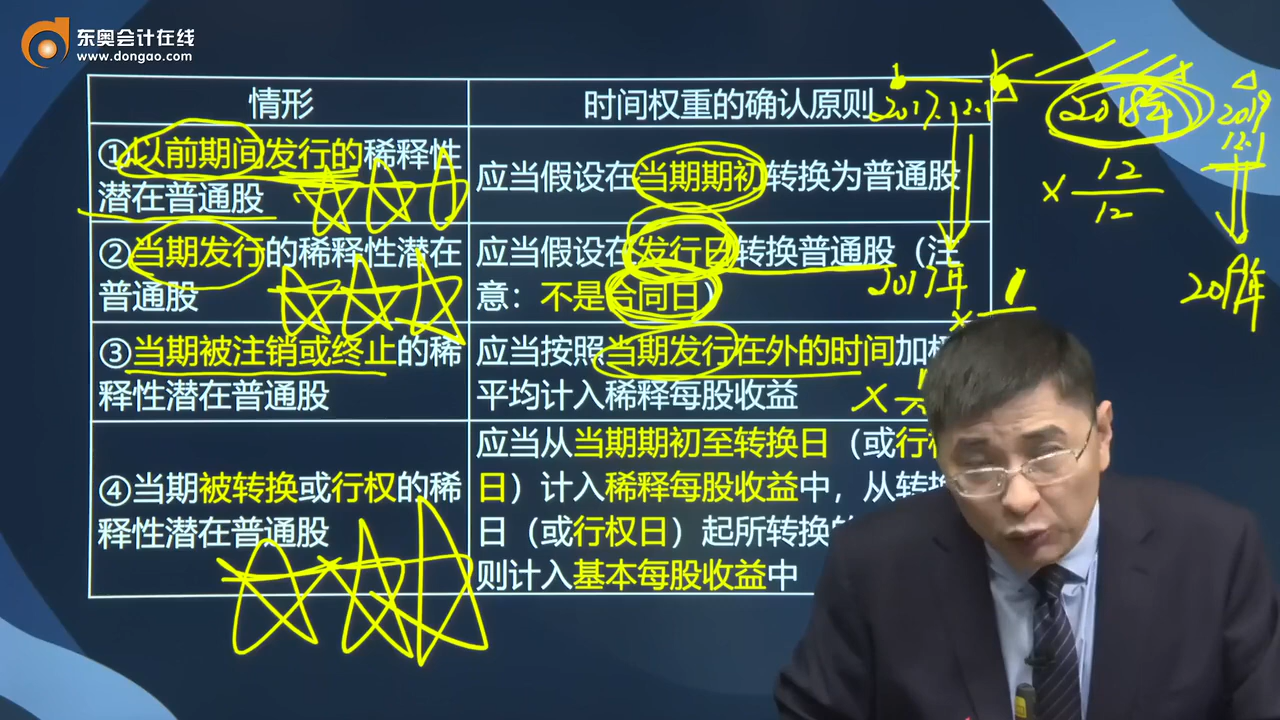 东奥会计在线
www.dongao.com
情形
时间权重的确认原则
①以前期间发行的稀释性
潜在普通股
应当假设在当期期初转换为普通股
②当期发行的稀释性潜在
普通股
应当假设在发行日转换普通股（注
意：不是合同日）
③当期被注销或终止的稀
释性潜在普通股
应当按照当期发行在外的时间加
平均计入稀释每股收益
④当期被转换或行权的稀
释性潜在普通股
应当从当期期初至转换日（或行
日）计入稀释每股收益中，从转
日（或行权日）起所转换的
则计入基本每股收益中
2017.12.1
2018年
2019
12.1
× 12
12
2017年
× 1
2019年
×